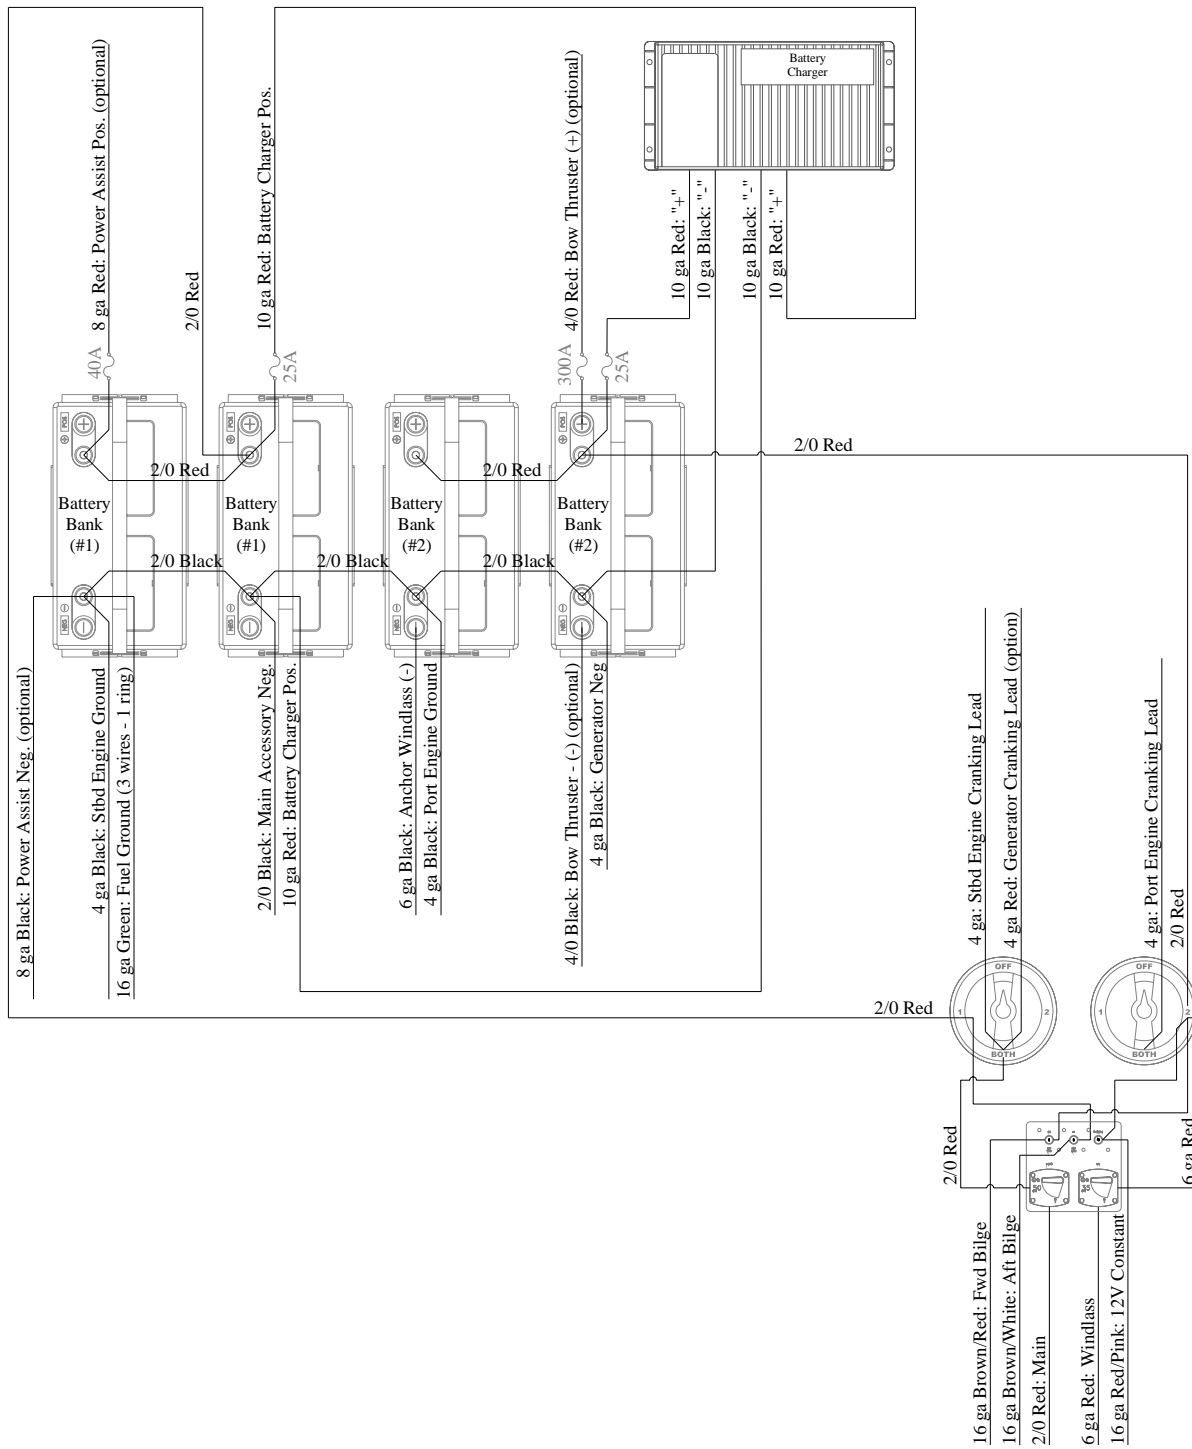 Battery
Charger
8 ga Red: Power Assist Pos. (optional)
2/0 Red
10 ga Red: Battery Charger Pos.
4/0 Red: Bow Thruster (+) (optional)
10 ga Red: "+"
10 ga Black: "-"
10 ga Black: "-"
10 ga Red: "+"
40A
25A
300A
25A
POS
POS
POS
POS
2/0 Red
2/0 Red
2/0 Red
Battery
Bank
(#1)
Battery
Bank
(#1)
Battery
Bank
(#2)
Battery
Bank
(#2)
2/0 Black
2/0 Black
2/0 Black
NEG
NEG
NEG
NEG
8 ga Black: Power Assist Neg. (optional)
4 ga Black: Stbd Engine Ground
16 ga Green: Fuel Ground (3 wires - 1 ring)
2/0 Black: Main Accessory Neg.
10 ga Red: Battery Charger Pos.
6 ga Black: Anchor Windlass (-)
4 ga Black: Port Engine Ground
4/0 Black: Bow Thruster - (-) (optional)
4 ga Black: Generator Neg
4 ga: Stbd Engine Cranking Lead
4 ga Red: Generator Cranking Lead (option)
4 ga: Port Engine Cranking Lead
2/0 Red
2/0 Red
OFF
1
2
BOTH
OFF
1
2
BOTH
2/0 Red
6 ga Red
50
35
16 ga Brown/Red: Fwd Bilge
16 ga Brown/White: Aft Bilge
2/0 Red: Main
6 ga Red: Windlass
16 ga Red/Pink: 12V Constant